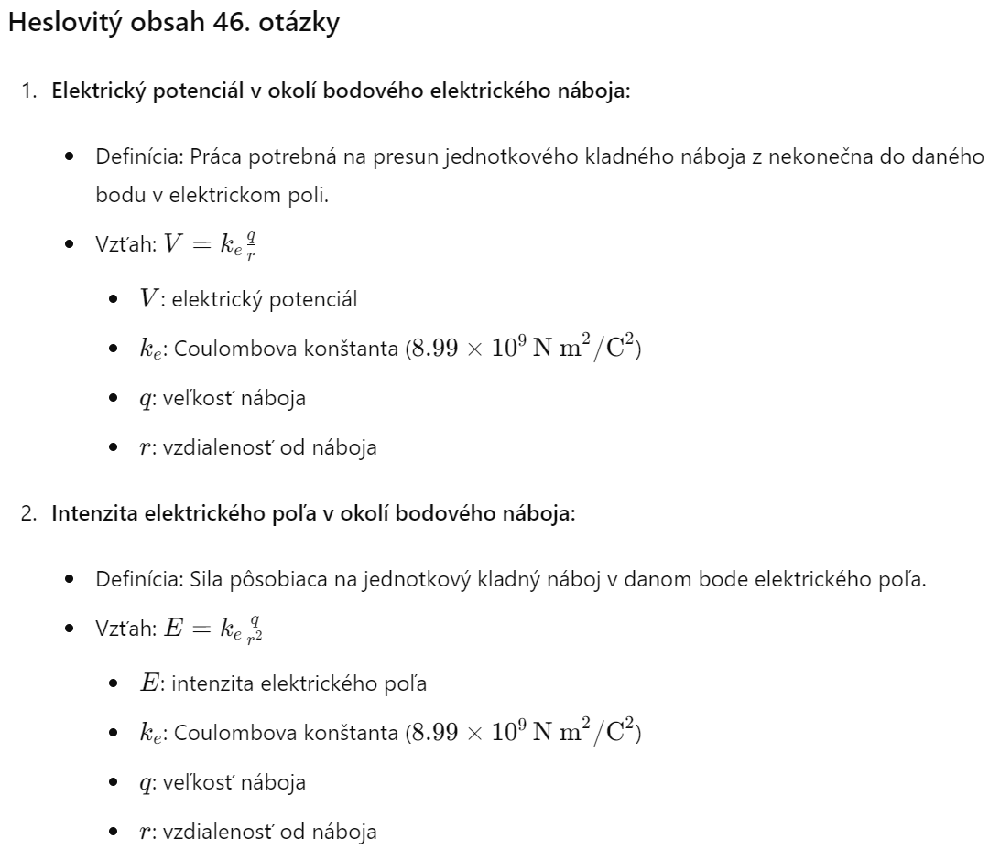 Heslovitý obsah 46. otázky
1. Elektrický potenciál v okolí bodového elektrického náboja:
• Definícia: Práca potrebná na presun jednotkového kladného náboja z nekonečna do daného
bodu v elektrickom poli.
• Vzťah: $V = k_e \frac{q}{r}$
• $V$: elektrický potenciál
• $k_e$: Coulombova konštanta ($8.99 \times 10^9 \, \mathrm{N\,m^2/C^2}$)
• $q$: veľkosť náboja
• $r$: vzdialenosť od náboja
2. Intenzita elektrického poľa v okolí bodového náboja:
• Definícia: Sila pôsobiaca na jednotkový kladný náboj v danom bode elektrického poľa.
• Vzťah: $E = k_e \frac{q}{r^2}$
• $E$: intenzita elektrického poľa
• $k_e$: Coulombova konštanta ($8.99 \times 10^9 \, \mathrm{N\,m^2/C^2}$)
• $q$: veľkosť náboja
• $r$: vzdialenosť od náboja